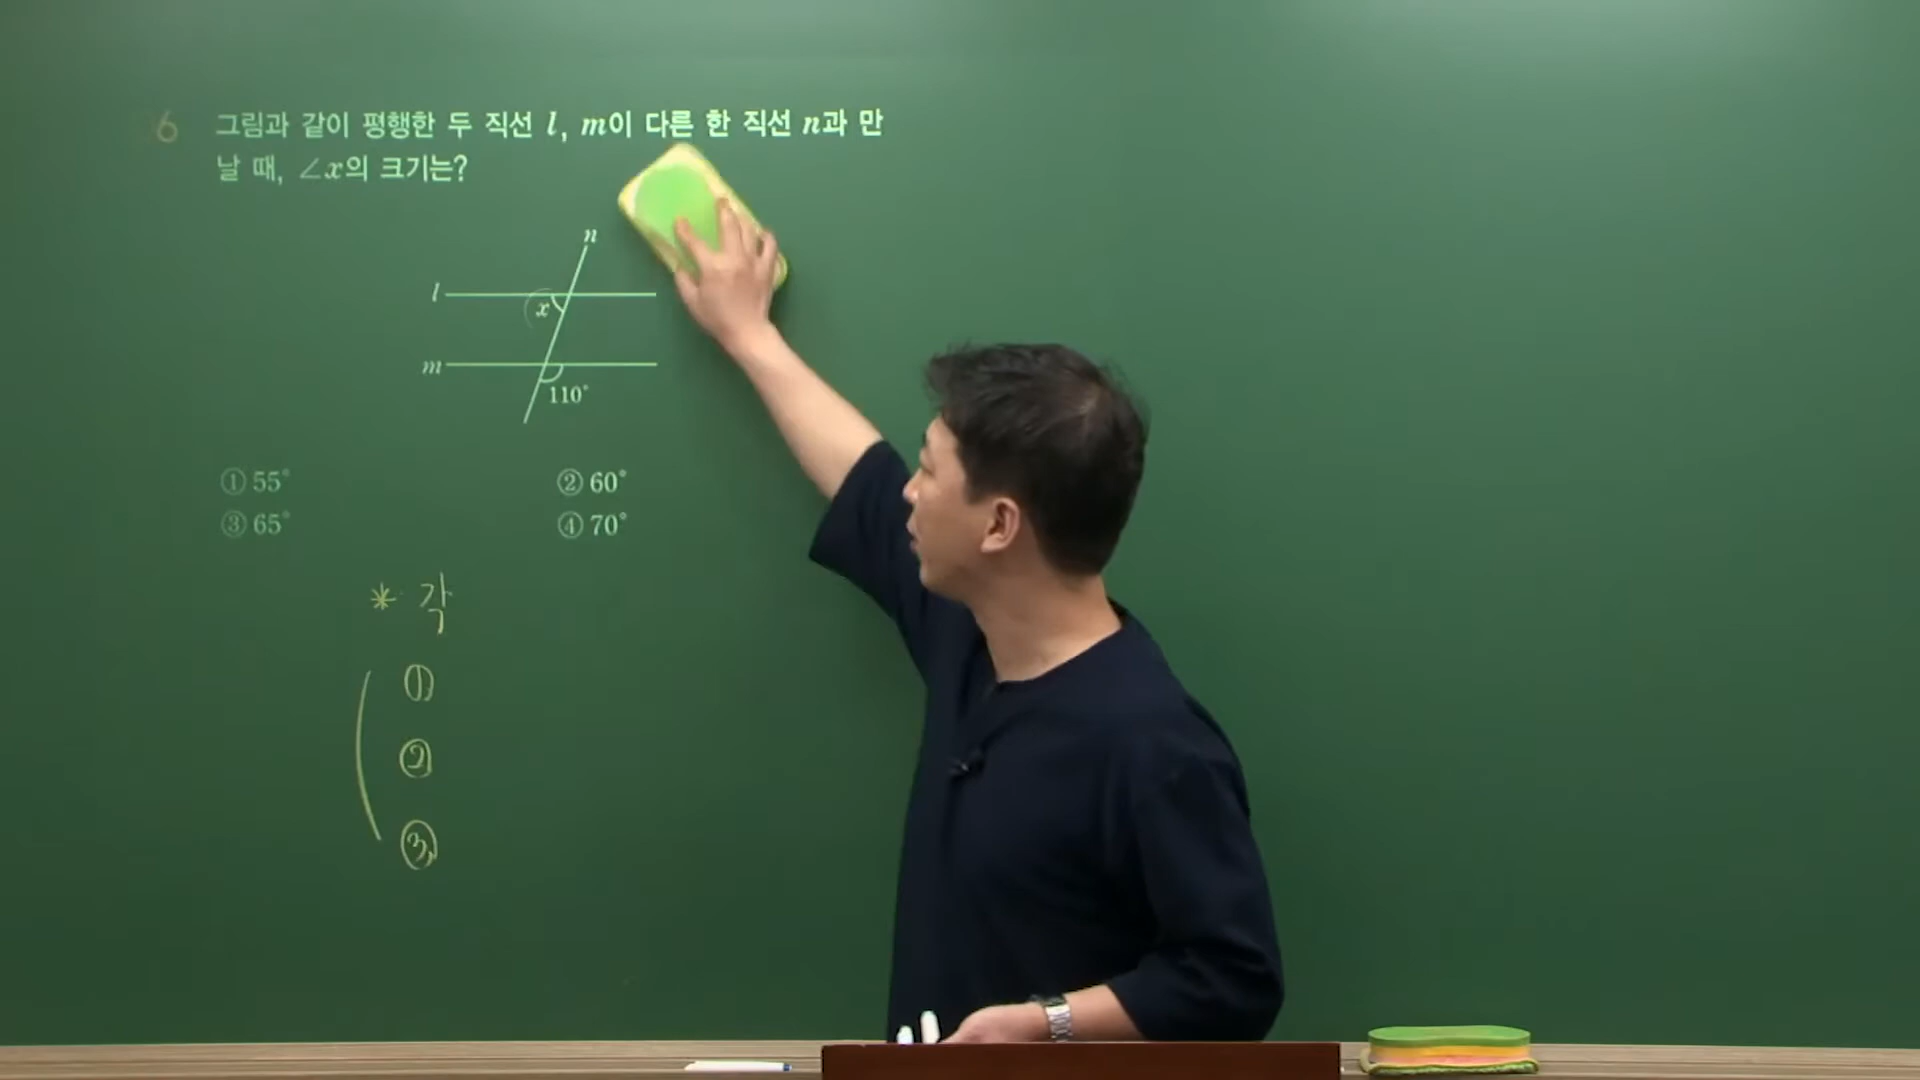 6 그림과 같이 평행한 두 직선 l, m이 다른 한 직선 n과 만
날 때, ∠x의 크기는?
n
l
x
m
110°
① 55° ② 60°
③ 65° ④ 70°
* 각
①
②
③